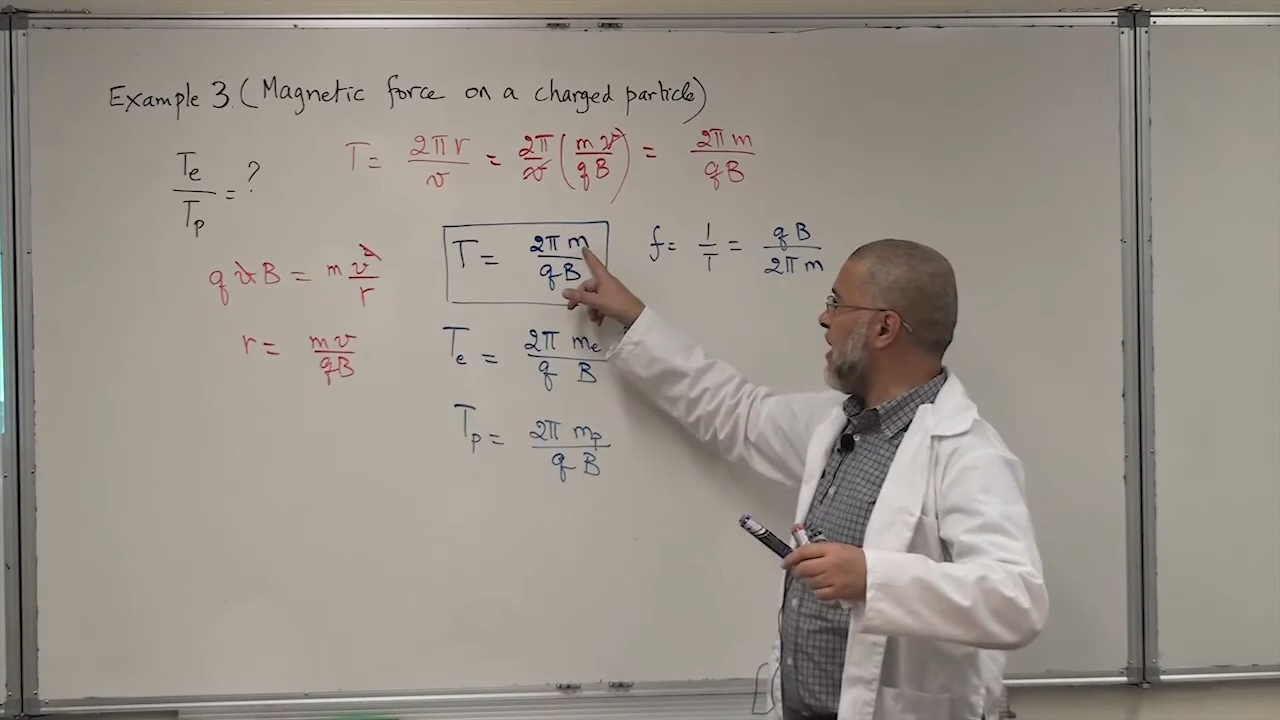 Example 3 (Magnetic force on a charged particle)
T = 2πr / v = 2π / v (mv / qB) = 2πm / qB
Te / Tp = ?
q v B = m v² / r
r = mv / qB
T = 2πm / qB
f = 1 / T = qB / 2πm
Te = 2π me / q B
Tp = 2π mp / q B